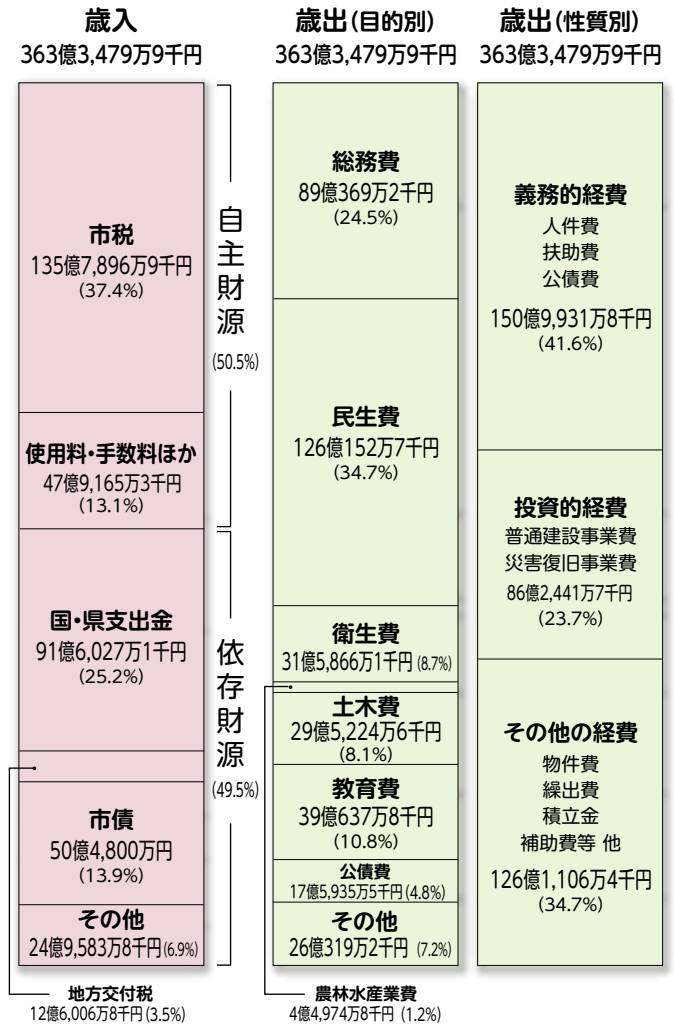 歳入
363億3,479万9千円
市税
135億7,896万9千円
(37.4%)
使用料・手数料ほか
47億9,165万3千円
(13.1%)
国・県支出金
91億6,027万1千円
(25.2%)
市債
50億4,800万円
(13.9%)
その他
24億9,583万8千円(6.9%)
地方交付税
12億6,006万8千円(3.5%)
自主財源
(50.5%)
依存財源
(49.5%)
歳出(目的別)
363億3,479万9千円
総務費
89億369万2千円
(24.5%)
民生費
126億152万7千円
(34.7%)
衛生費
31億5,866万1千円(8.7%)
土木費
29億5,224万6千円
(8.1%)
教育費
39億637万8千円
(10.8%)
公債費
17億5,935万5千円(4.8%)
その他
26億319万2千円 (7.2%)
農林水産業費
4億4,974万8千円 (1.2%)
歳出(性質別)
363億3,479万9千円
義務的経費
人件費
扶助費
公債費
150億9,931万8千円
(41.6%)
投資的経費
普通建設事業費
災害復旧事業費
86億2,441万7千円
(23.7%)
その他の経費
物件費
繰出費
積立金
補助費等 他
126億1,106万4千円
(34.7%)